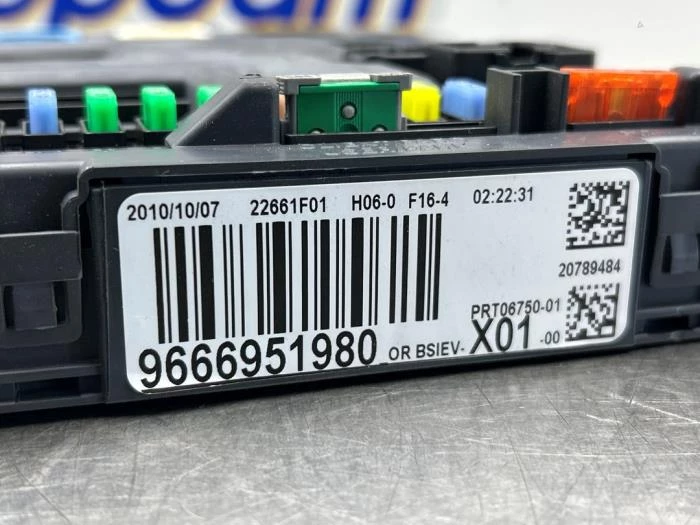 2010/10/07 22661F01 H06-0 F16-4 02:22:31
20789484
PRT06750-01
9666951980 OR BSIEV- X01 -00